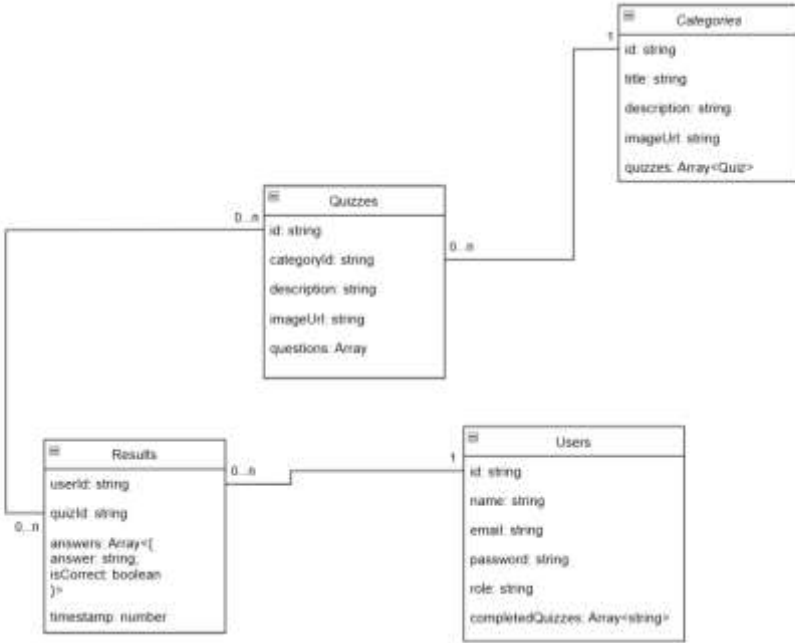 Categories
1
id: string
title: string
description: string
imageUrl: string
quizzes: Array<Quiz>
Quizzes
0...n
id: string
0...n
categoryId: string
description: string
imageUrl: string
questions: Array
Results
0...n
userId: string
quizId: string
0...n
answers: Array<{
answer: string;
isCorrect: boolean
}>
timestamp: number
Users
1
id: string
name: string
email: string
password: string
role: string
completedQuizzes: Array<string>